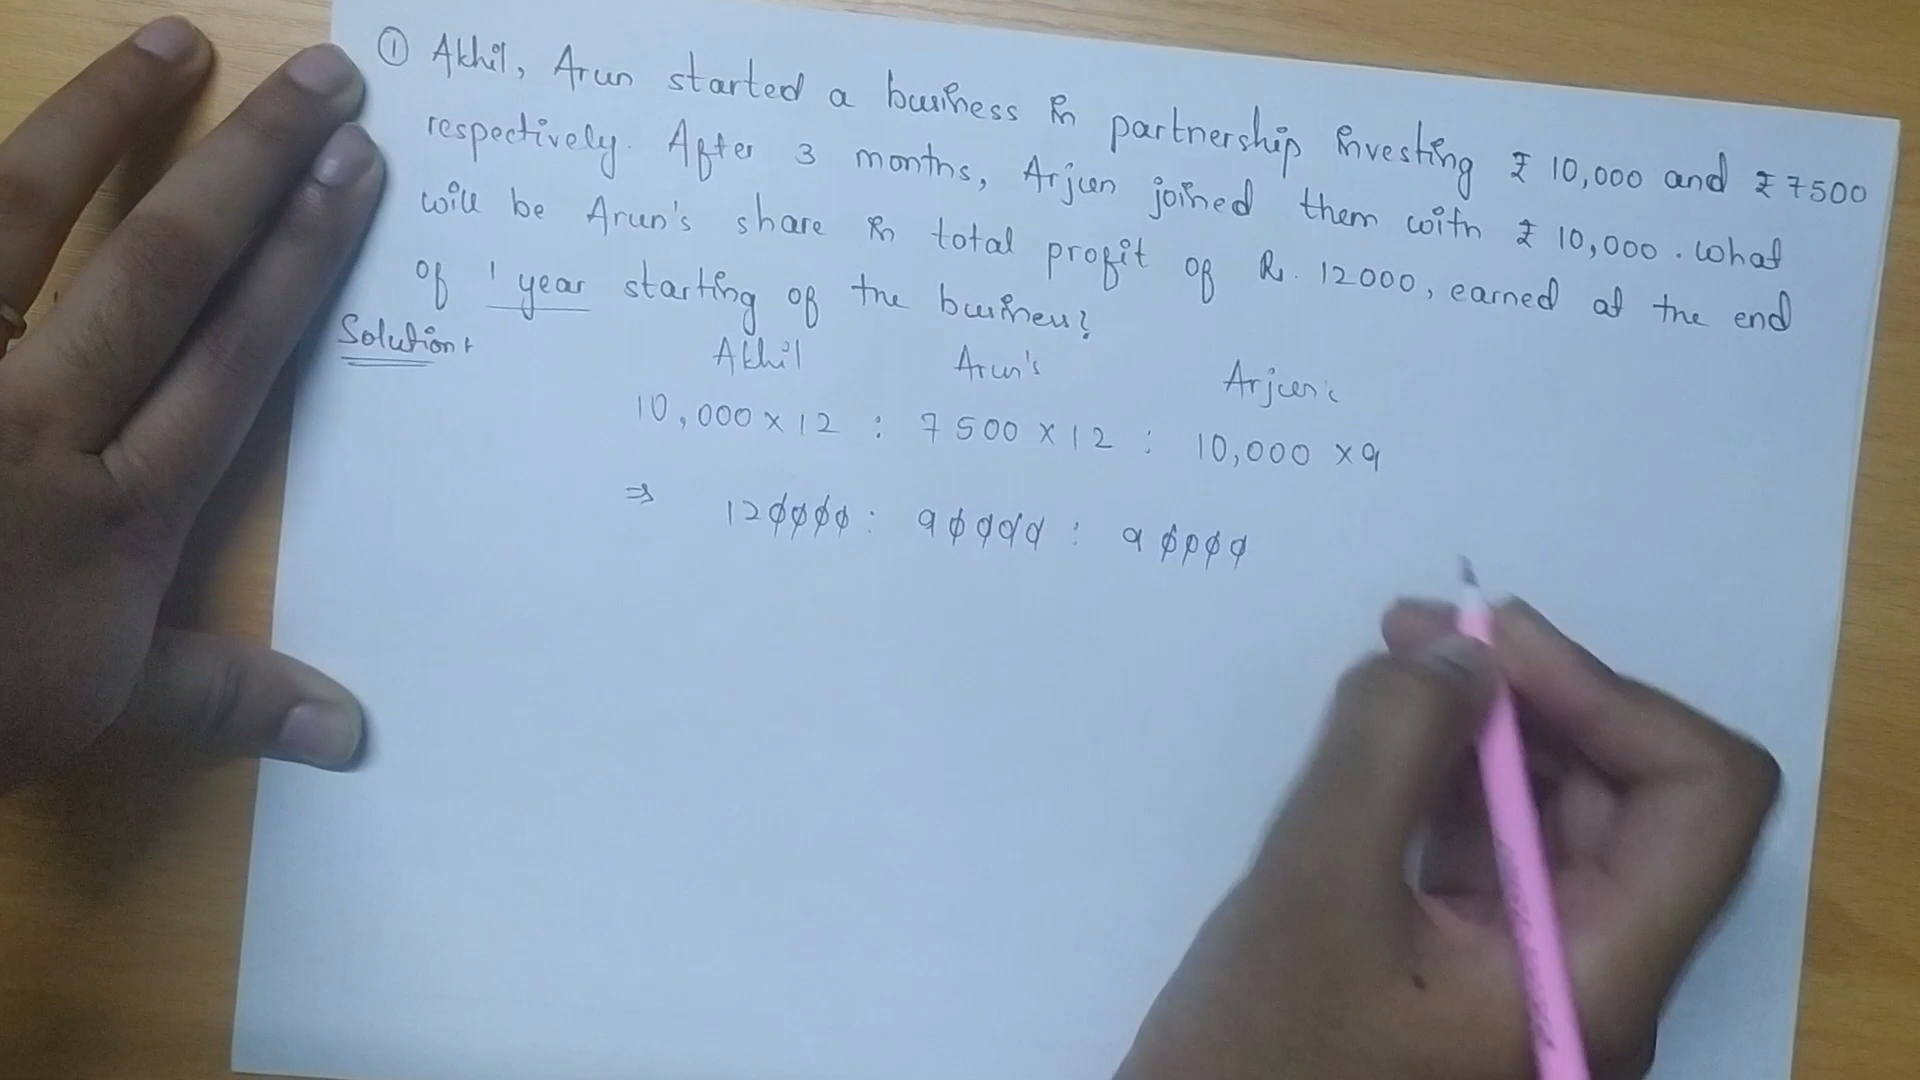 ① Akhil, Arun started a business in partnership investing ₹ 10,000 and ₹ 7500
respectively. After 3 months, Arjun joined them with ₹ 10,000. what
will be Arun's share in total profit of Rs. 12000, earned at the end
of 1 year starting of the business?
Solution:
Akhil Arun's Arjun's
10,000 x 12 : 7500 x 12 : 10,000 x 9
⇒ 120000 : 90000 : 90000